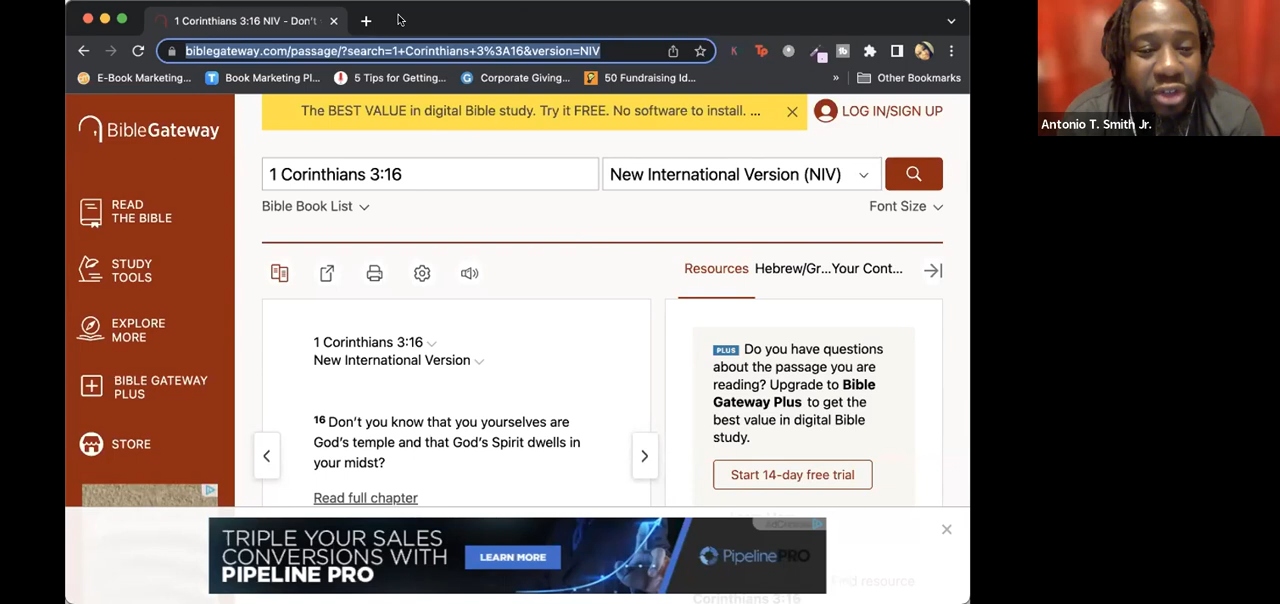 1 Corinthians 3:16 NIV - Don't
biblegateway.com/passage/?search=1+Corinthians+3%3A16&version=NIV
E-Book Marketing...
Book Marketing Pl...
5 Tips for Getting...
Corporate Giving...
50 Fundraising Id...
»
Other Bookmarks
BibleGateway
The BEST VALUE in digital Bible study. Try it FREE. No software to install. ...
LOG IN/SIGN UP
1 Corinthians 3:16
New International Version (NIV)
Bible Book List
Font Size
READ
THE BIBLE
STUDY
TOOLS
EXPLORE
MORE
BIBLE GATEWAY
PLUS
STORE
Resources
Hebrew/Gr...
Your Cont...
1 Corinthians 3:16
New International Version
16 Don't you know that you yourselves are
God's temple and that God's Spirit dwells in
your midst?
Read full chapter
PLUS Do you have questions
about the passage you are
reading? Upgrade to Bible
Gateway Plus to get the
best value in digital Bible
study.
Start 14-day free trial
TRIPLE YOUR SALES
CONVERSIONS WITH
PIPELINE PRO
LEARN MORE
PipelinePRO
Corinthians 3:16
Antonio T. Smith Jr.